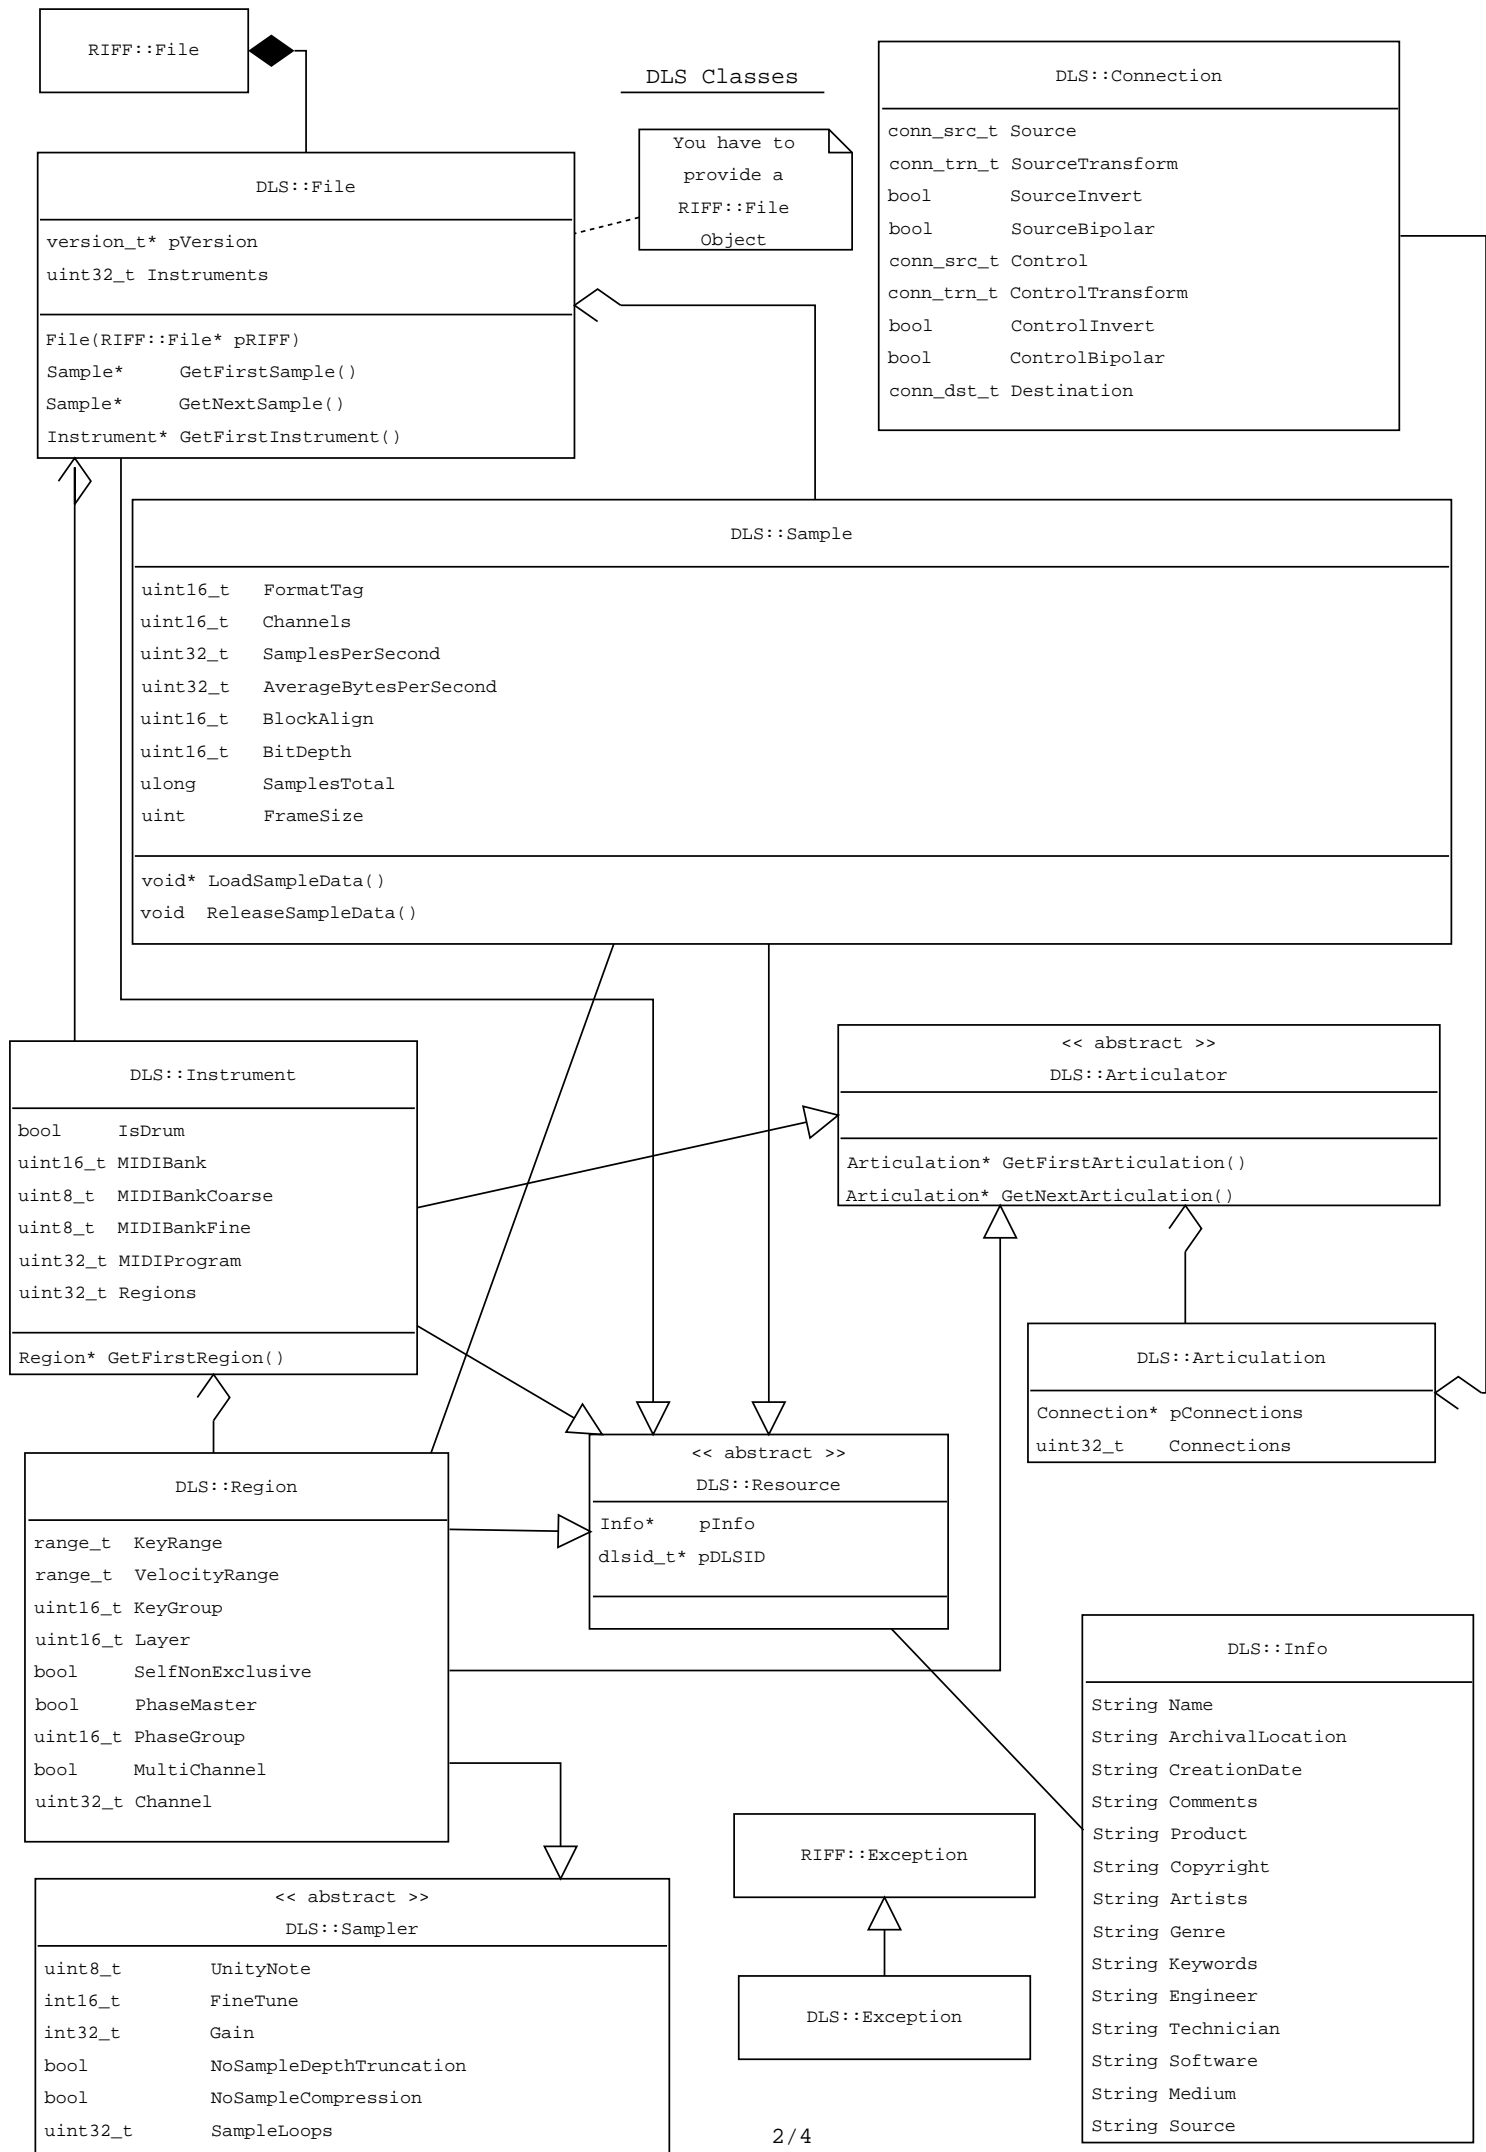 RIFF::File
DLS Classes
You have to
provide a
RIFF::File
Object
DLS::File
version_t* pVersion
uint32_t Instruments
File(RIFF::File* pRIFF)
Sample* GetFirstSample()
Sample* GetNextSample()
Instrument* GetFirstInstrument()
DLS::Connection
conn_src_t Source
conn_trn_t SourceTransform
bool SourceInvert
bool SourceBipolar
conn_src_t Control
conn_trn_t ControlTransform
bool ControlInvert
bool ControlBipolar
conn_dst_t Destination
DLS::Sample
uint16_t FormatTag
uint16_t Channels
uint32_t SamplesPerSecond
uint32_t AverageBytesPerSecond
uint16_t BlockAlign
uint16_t BitDepth
ulong SamplesTotal
uint FrameSize
void* LoadSampleData()
void ReleaseSampleData()
DLS::Instrument
bool IsDrum
uint16_t MIDIBank
uint8_t MIDIBankCoarse
uint8_t MIDIBankFine
uint32_t MIDIProgram
uint32_t Regions
Region* GetFirstRegion()
<< abstract >>
DLS::Articulator
Articulation* GetFirstArticulation()
Articulation* GetNextArticulation()
DLS::Articulation
Connection* pConnections
uint32_t Connections
DLS::Region
range_t KeyRange
range_t VelocityRange
uint16_t KeyGroup
uint16_t Layer
bool SelfNonExclusive
bool PhaseMaster
uint16_t PhaseGroup
bool MultiChannel
uint32_t Channel
<< abstract >>
DLS::Resource
Info* pInfo
dlsid_t* pDLSID
DLS::Info
String Name
String ArchivalLocation
String CreationDate
String Comments
String Product
String Copyright
String Artists
String Genre
String Keywords
String Engineer
String Technician
String Software
String Medium
String Source
RIFF::Exception
DLS::Exception
<< abstract >>
DLS::Sampler
uint8_t UnityNote
int16_t FineTune
int32_t Gain
bool NoSampleDepthTruncation
bool NoSampleCompression
uint32_t SampleLoops
2/4